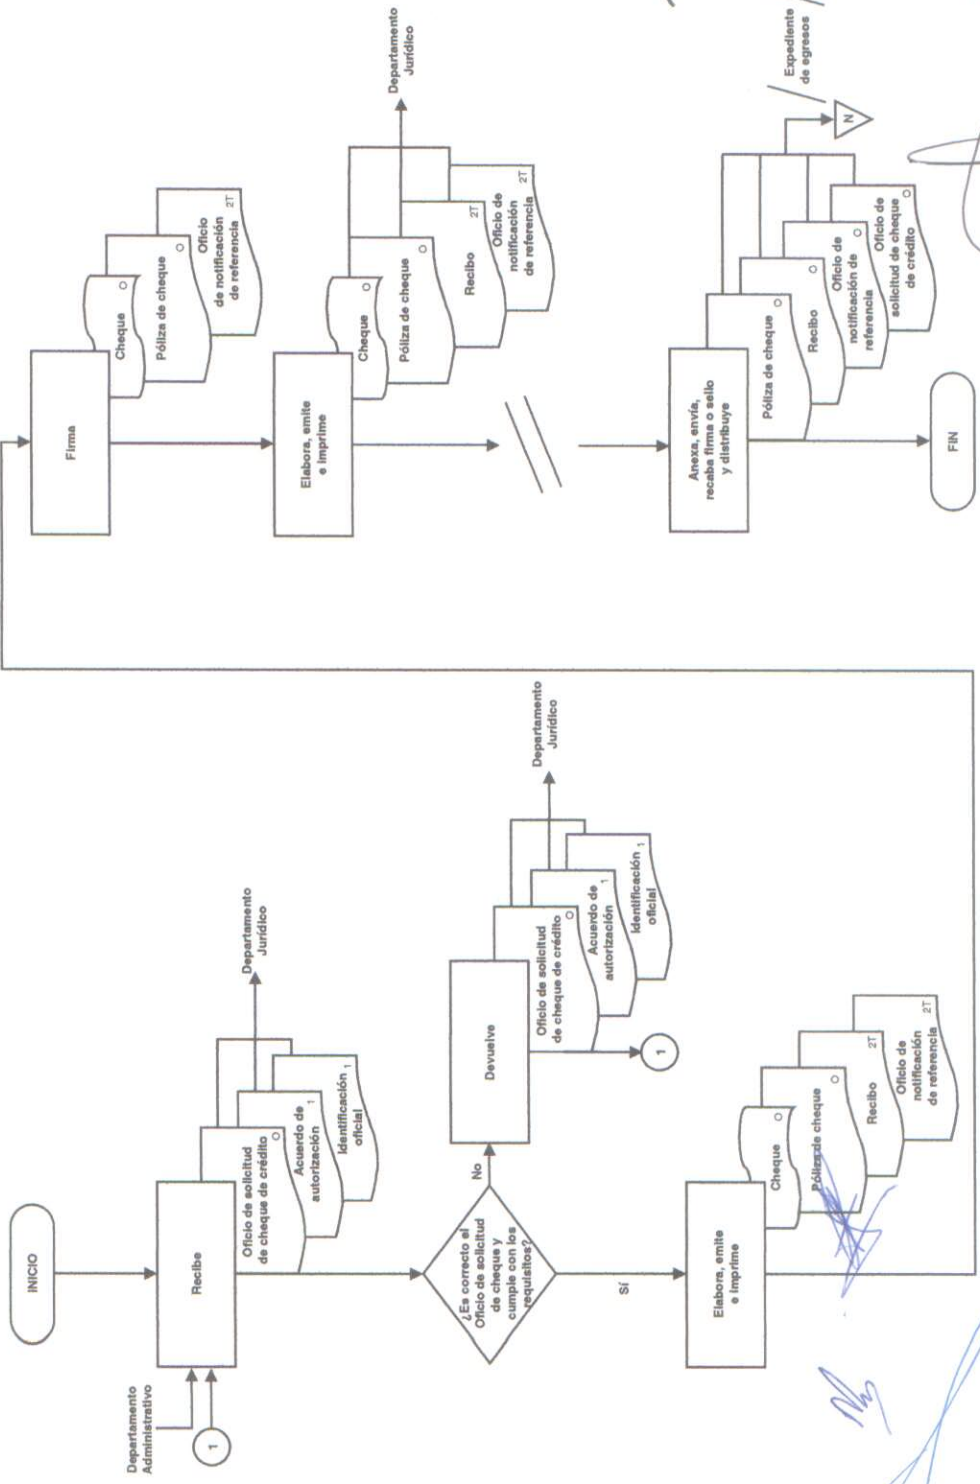 INICIO
Departamento
Administrativo
1
Recibe
Oficio de solicitud
de cheque de crédito
O
Acuerdo de
autorización
1
Identificación
oficial
1
Departamento
Jurídico
¿Es correcto el
Oficio de solicitud
de cheque y
cumple con los
requisitos?
No
Devuelve
Oficio de solicitud
de cheque de crédito
O
Acuerdo de
autorización
1
Identificación
oficial
1
Departamento
Jurídico
1
Sí
Elabora, emite
e imprime
Cheque
O
Póliza de cheque
O
Recibo
2T
Oficio de
notificación
de referencia
2T
Firma
Cheque
O
Póliza de cheque
O
Oficio
de notificación
de referencia
2T
Elabora, emite
e imprime
Cheque
O
Póliza de cheque
O
Recibo
2T
Oficio de
notificación
de referencia
2T
Departamento
Jurídico
Anexa, envía,
recaba firma o sello
y distribuye
Póliza de cheque
O
Recibo
O
Oficio de
notificación de
referencia
Oficio de
solicitud de cheque
de crédito
O
N
Expediente
de egresos
FIN